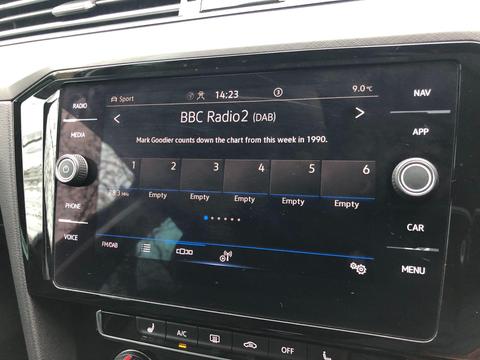 RADIO
MEDIA
PHONE
VOICE
Sport 14:23 9.0°C
BBC Radio2 (DAB)
Mark Goodier counts down the chart from this week in 1990.
1 2 3 4 5 6
MHz Empty Empty Empty Empty Empty
FM/DAB
NAV
APP
CAR
MENU
A/C